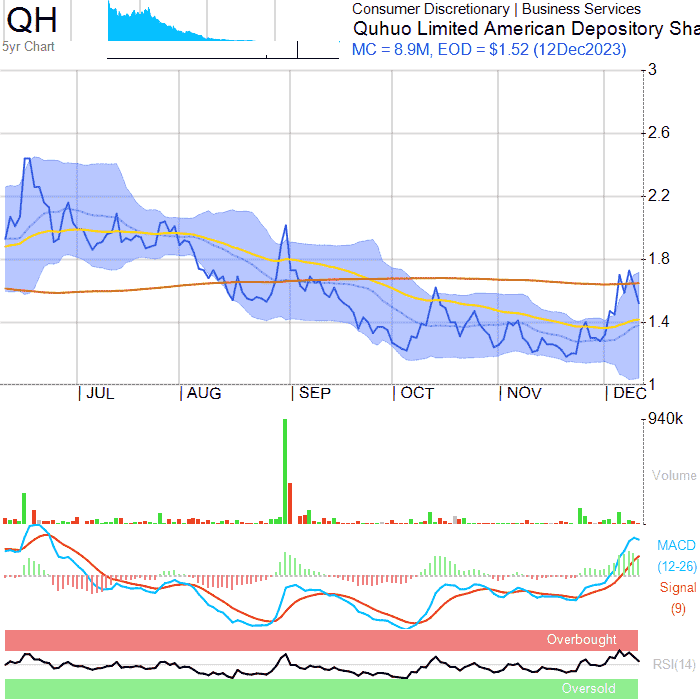 QH
5yr Chart
Consumer Discretionary | Business Services
Quhuo Limited American Depository Sha
MC = 8.9M, EOD = $1.52 (12Dec2023)
3
2.6
2.2
1.8
1.4
1
| JUL | AUG | SEP | OCT | NOV | DEC
940k
Volume
MACD
(12-26)
Signal
(9)
Overbought
RSI(14)
Oversold